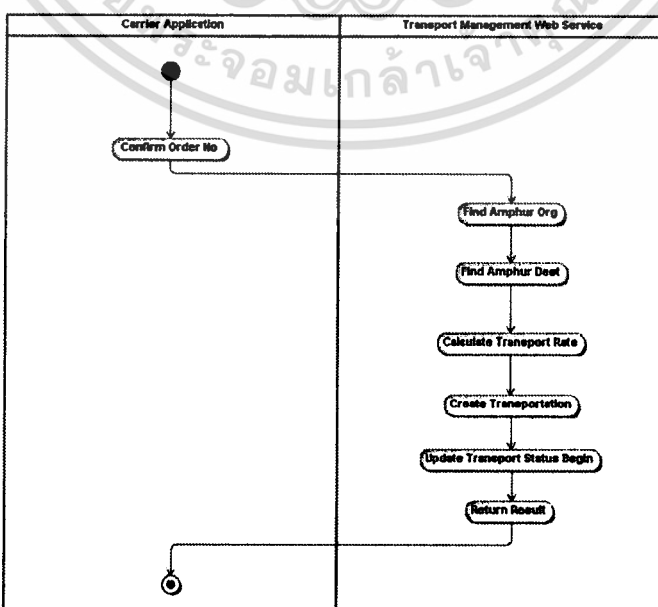 Carrier Application
Transport Management Web Service
Confirm Order No
Find Amphur Org
Find Amphur Dest
Calculate Transport Rate
Create Transportation
Update Transport Status Begin
Return Result